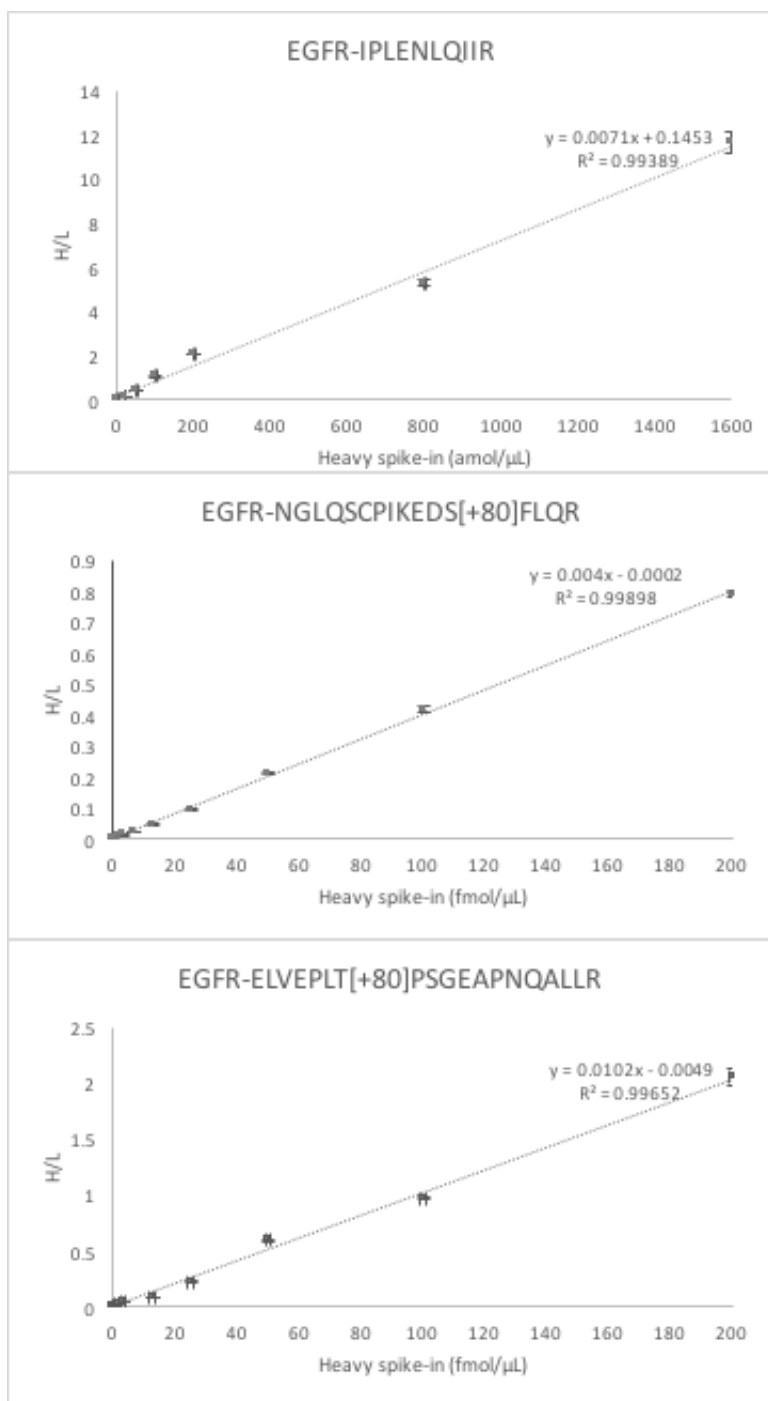 EGFR-IPLENLQIIR
14
12
10
8
6
4
2
0
H/L
y = 0.0071x + 0.1453
R² = 0.99389
0 200 400 600 800 1000 1200 1400 1600
Heavy spike-in (amol/µL)
EGFR-NGLQSCPIKEDS[+80]FLQR
0.9
0.8
0.7
0.6
0.5
0.4
0.3
0.2
0.1
0
H/L
y = 0.004x - 0.0002
R² = 0.99898
0 20 40 60 80 100 120 140 160 180 200
Heavy spike-in (fmol/µL)
EGFR-ELVEPLT[+80]PSGEAPNQALLR
2.5
2
1.5
1
0.5
0
H/L
y = 0.0102x - 0.0049
R² = 0.99652
0 20 40 60 80 100 120 140 160 180 200
Heavy spike-in (fmol/µL)